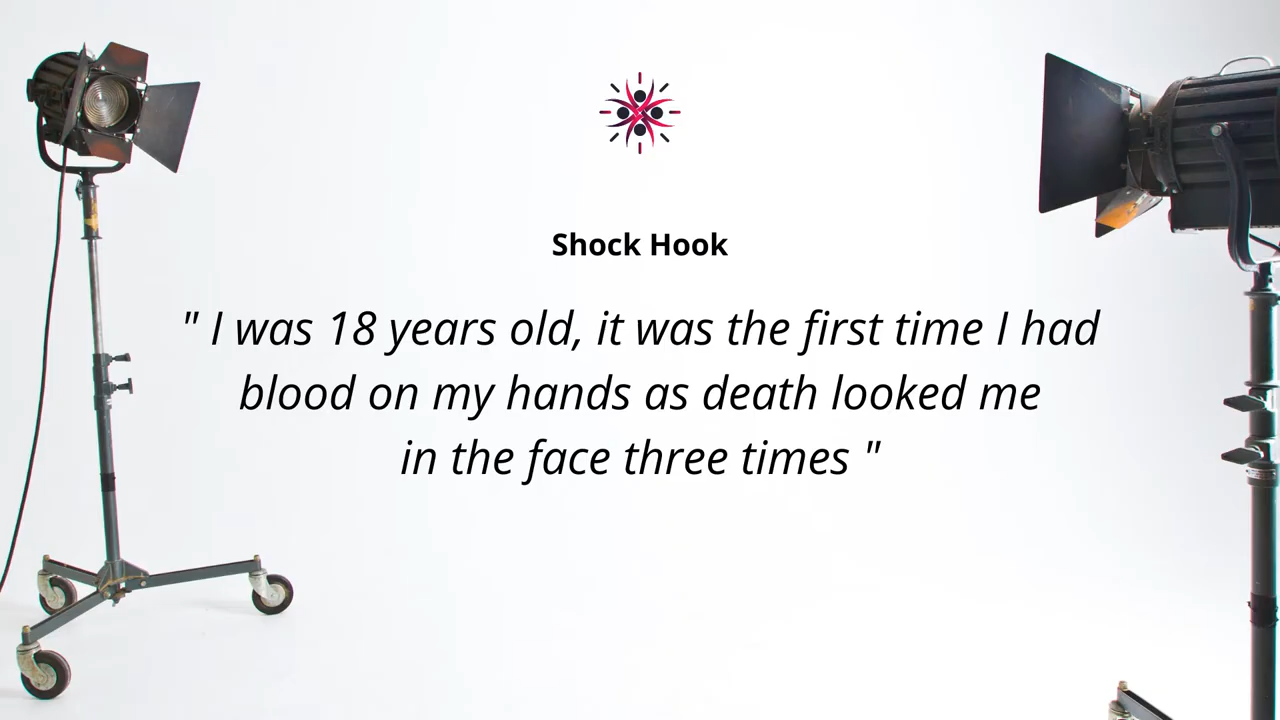 Shock Hook
" I was 18 years old, it was the first time I had
blood on my hands as death looked me
in the face three times "